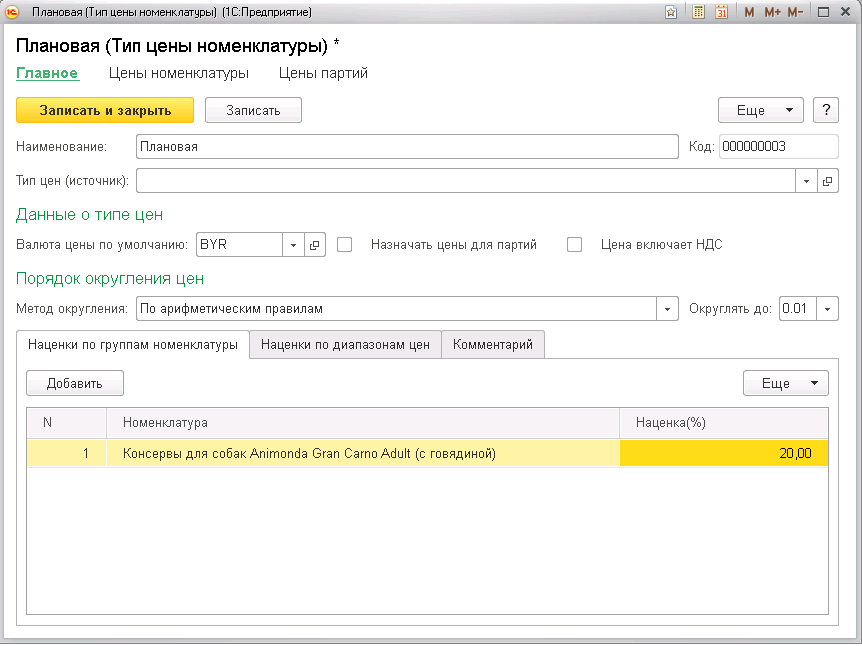 Плановая (Тип цены номенклатуры) (1С:Предприятие)
31 M M+ M-
Плановая (Тип цены номенклатуры) *
Главное Цены номенклатуры Цены партий
Записать и закрыть Записать Еще ?
Наименование: Плановая Код: 000000003
Тип цен (источник):
Данные о типе цен
Валюта цены по умолчанию: BYR Назначать цены для партий Цена включает НДС
Порядок округления цен
Метод округления: По арифметическим правилам Округлять до: 0.01
Наценки по группам номенклатуры Наценки по диапазонам цен Комментарий
Добавить Еще
N Номенклатура Наценка(%)
1 Консервы для собак Animonda Gran Carno Adult (с говядиной) 20,00